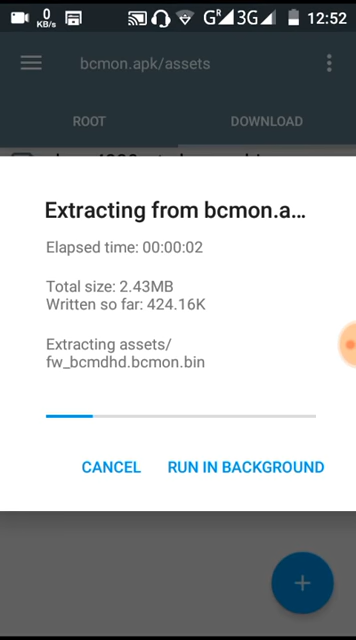 0
KB/s
G
3G
12:52
bcmon.apk/assets
ROOT
DOWNLOAD
Extracting from bcmon.a...
Elapsed time: 00:00:02
Total size: 2.43MB
Written so far: 424.16K
Extracting assets/
fw_bcmdhd.bcmon.bin
CANCEL
RUN IN BACKGROUND